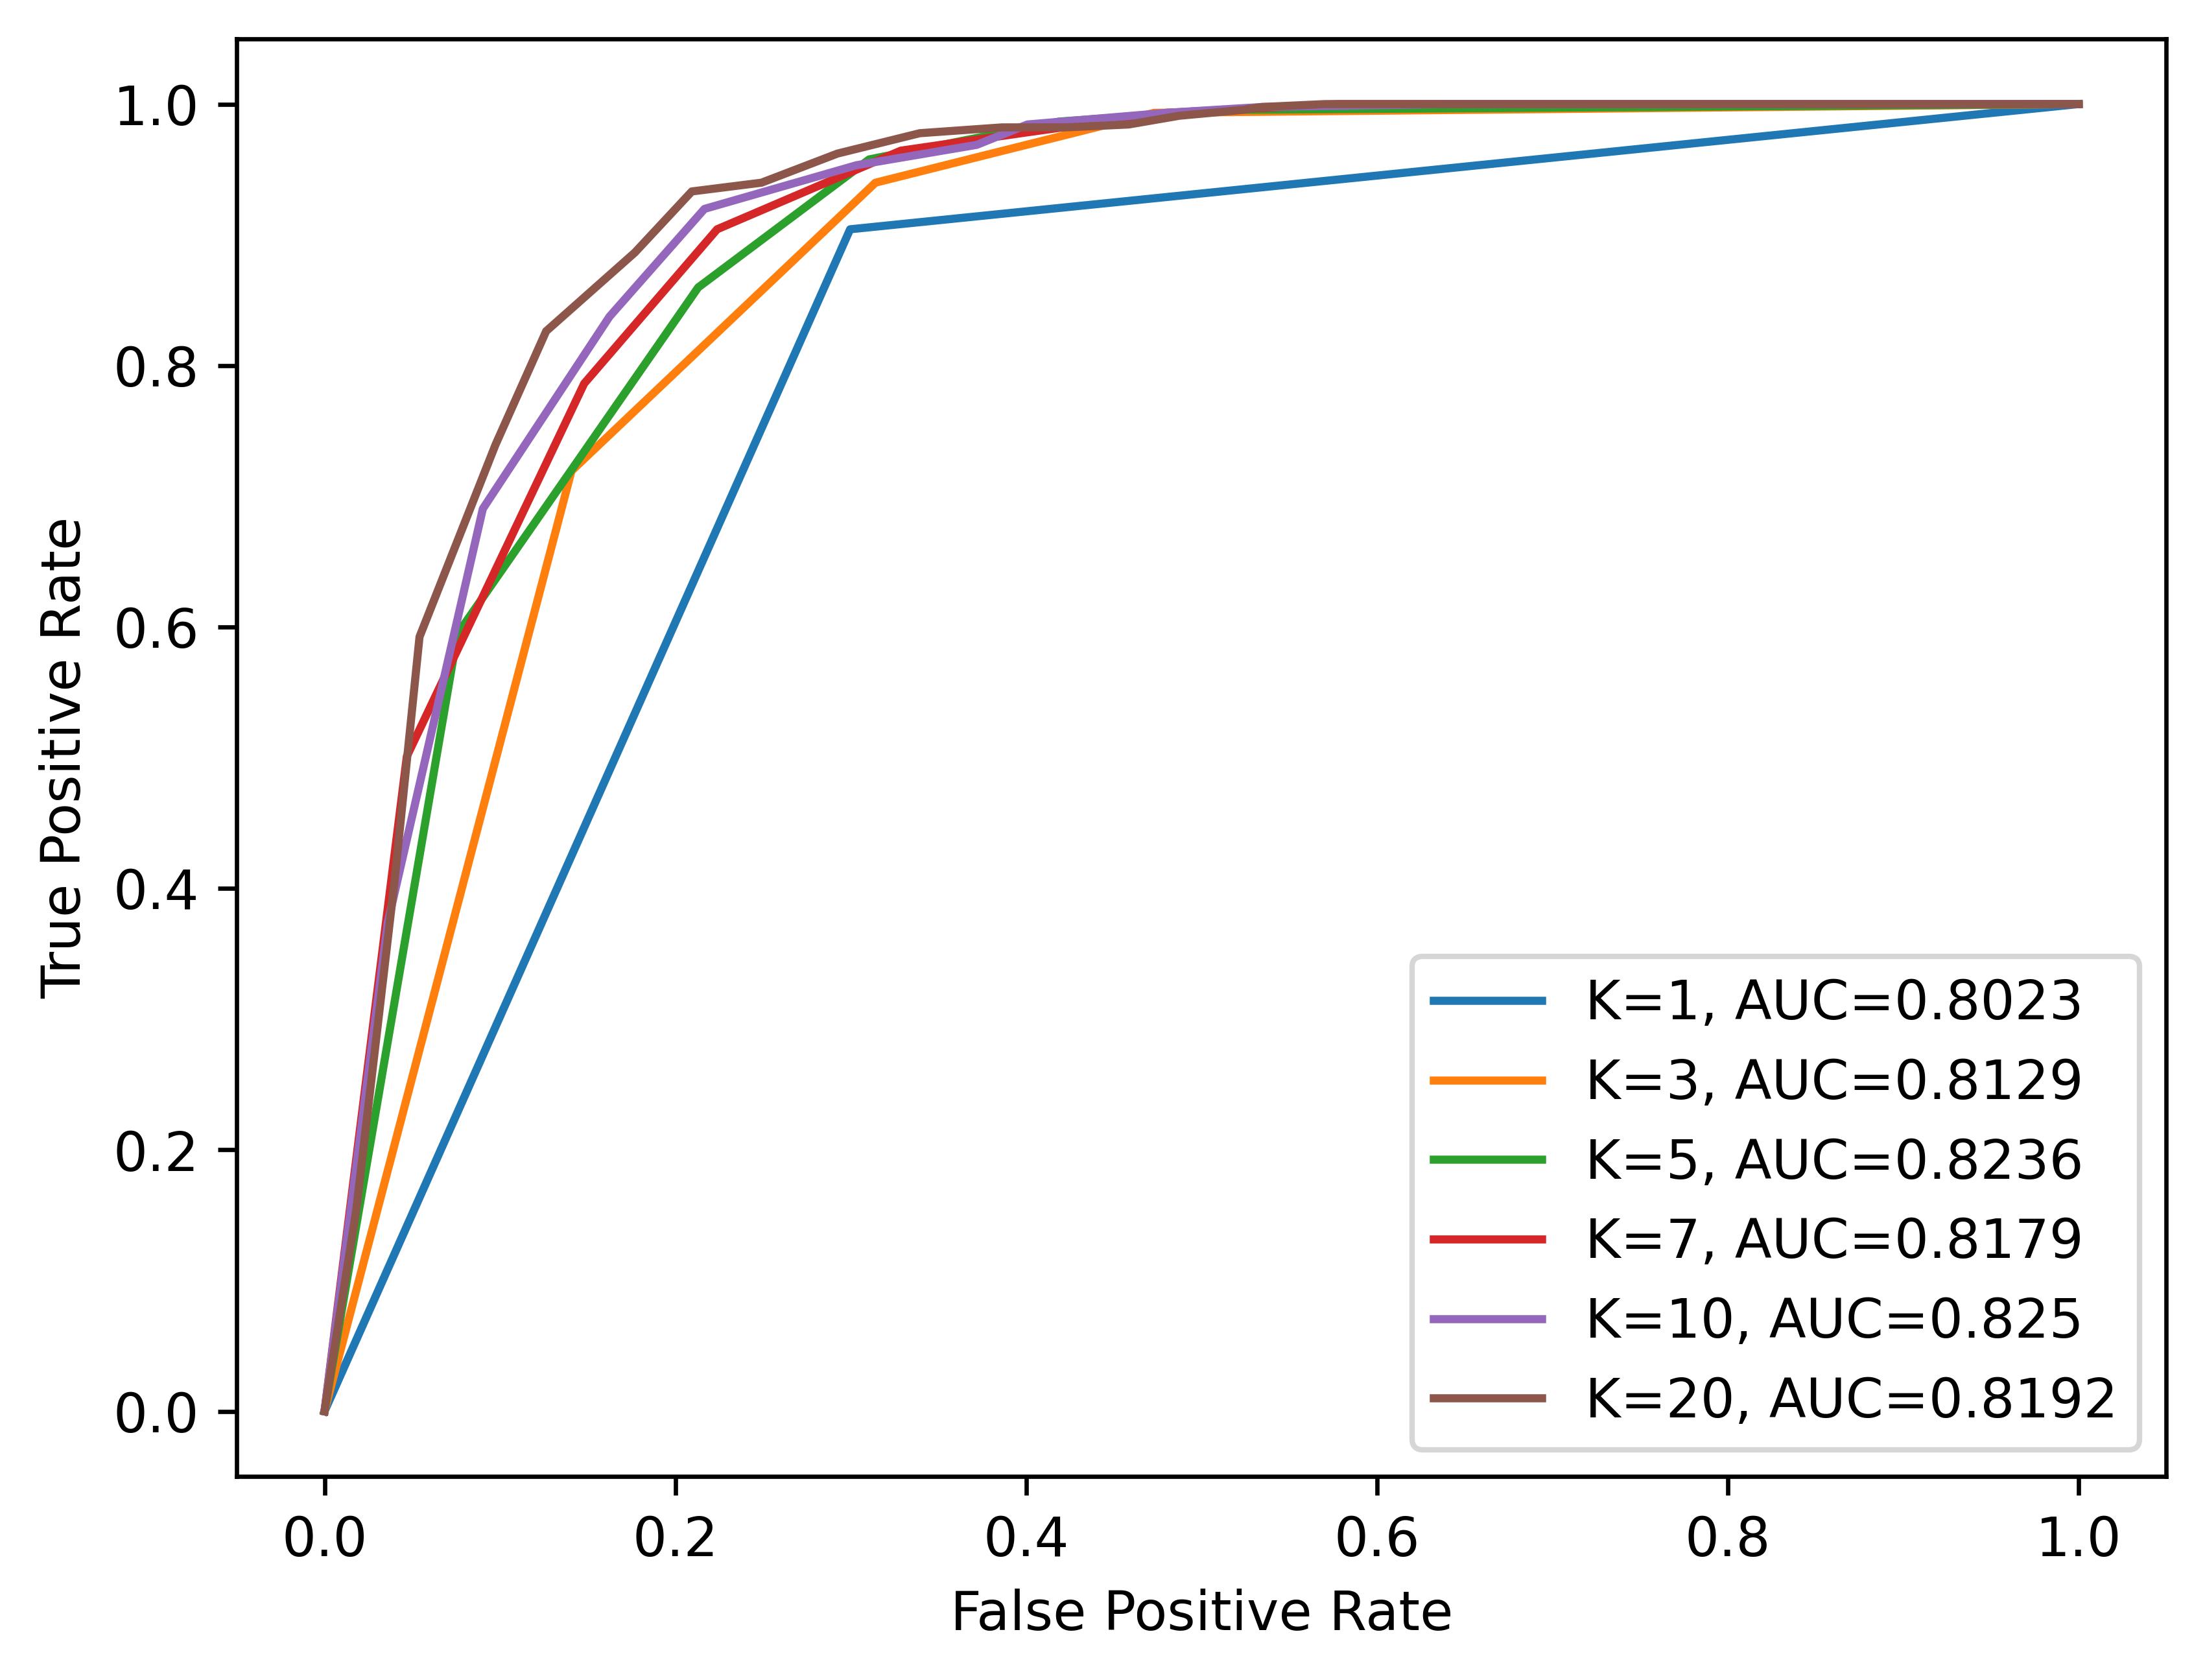 1.0
0.8
0.6
0.4
0.2
0.0
True Positive Rate
0.0 0.2 0.4 0.6 0.8 1.0
False Positive Rate
K=1, AUC=0.8023
K=3, AUC=0.8129
K=5, AUC=0.8236
K=7, AUC=0.8179
K=10, AUC=0.825
K=20, AUC=0.8192